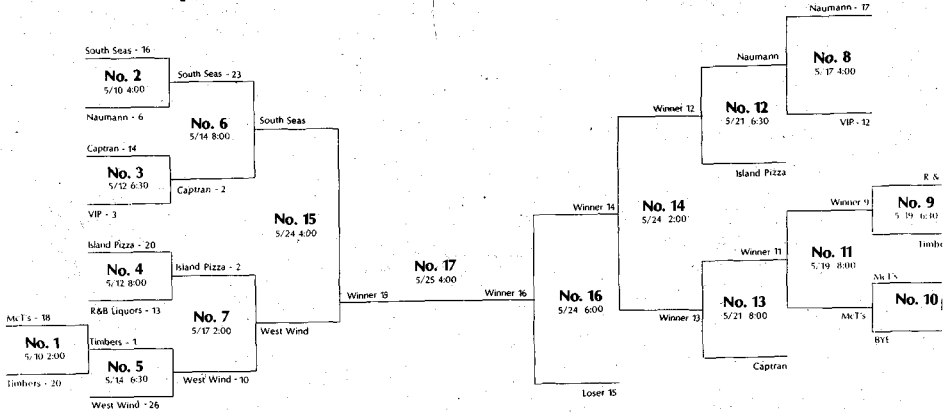 South Seas - 16
No. 2
5/10 4:00
Naumann - 6
South Seas - 23
No. 6
5/14 8:00
Captran - 14
No. 3
5/12 6:30
VIP - 3
Captran - 2
South Seas
No. 15
5/24 4:00
Island Pizza - 20
No. 4
5/12 8:00
R&B Liquors - 13
Island Pizza - 2
No. 7
5/17 2:00
McT's - 18
No. 1
5/10 2:00
Timbers - 20
Timbers - 1
No. 5
5/14 6:30
West Wind - 26
West Wind - 10
West Wind
Winner 15
No. 17
5/25 4:00
Winner 16
Naumann - 17
No. 8
5/17 4:00
VIP - 12
Naumann
No. 12
5/21 6:30
Island Pizza
Winner 12
No. 14
5/24 2:00
Winner 14
R &
No. 9
5/19 6:30
Winner 9
No. 11
5/19 8:00
McT's
No. 10
BYE
McT's
Winner 11
No. 13
5/21 8:00
Captran
Winner 13
No. 16
5/24 6:00
Loser 15